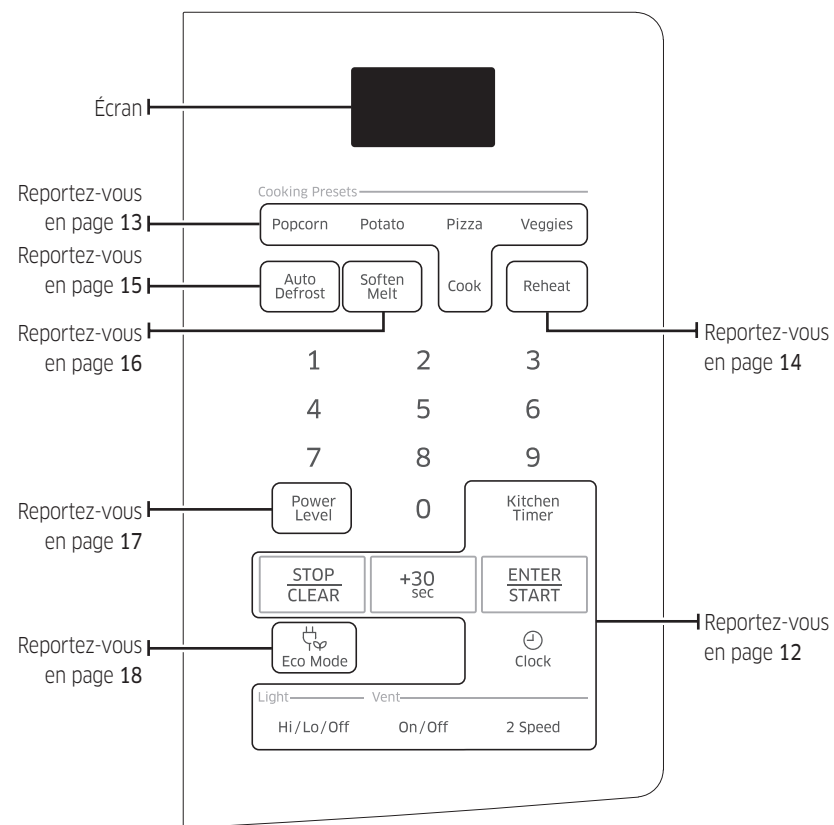 Écran
Cooking Presets
Reportez-vous
en page 13
Popcorn Potato Pizza Veggies
Reportez-vous
en page 15
Auto
Defrost
Soften
Melt
Cook
Reheat
Reportez-vous
en page 16
Reportez-vous
en page 14
1 2 3
4 5 6
7 8 9
Reportez-vous
en page 17
Power
Level
0
Kitchen
Timer
STOP
CLEAR
+30
sec
ENTER
START
Reportez-vous
en page 12
Reportez-vous
en page 18
Eco Mode
Clock
Light Vent
Hi/Lo/Off On/Off 2 Speed